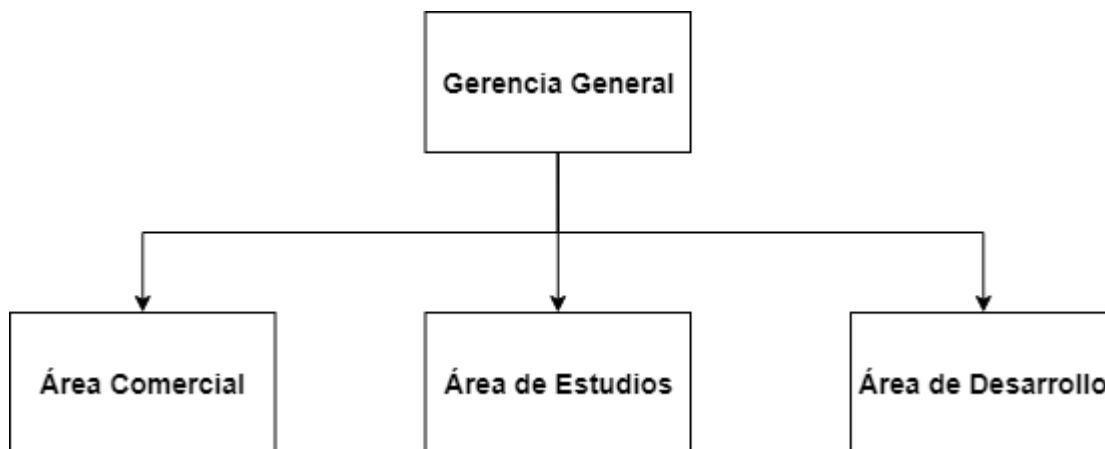 Gerencia General
Área Comercial
Área de Estudios
Área de Desarrollo